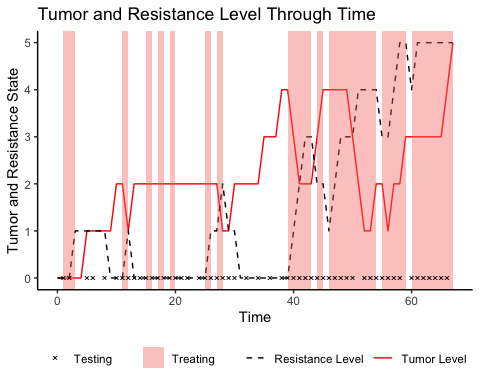 Tumor and Resistance Level Through Time
5
4
3
2
1
0
Tumor and Resistance State
0
20
40
60
Time
Testing
Treating
Resistance Level
Tumor Level